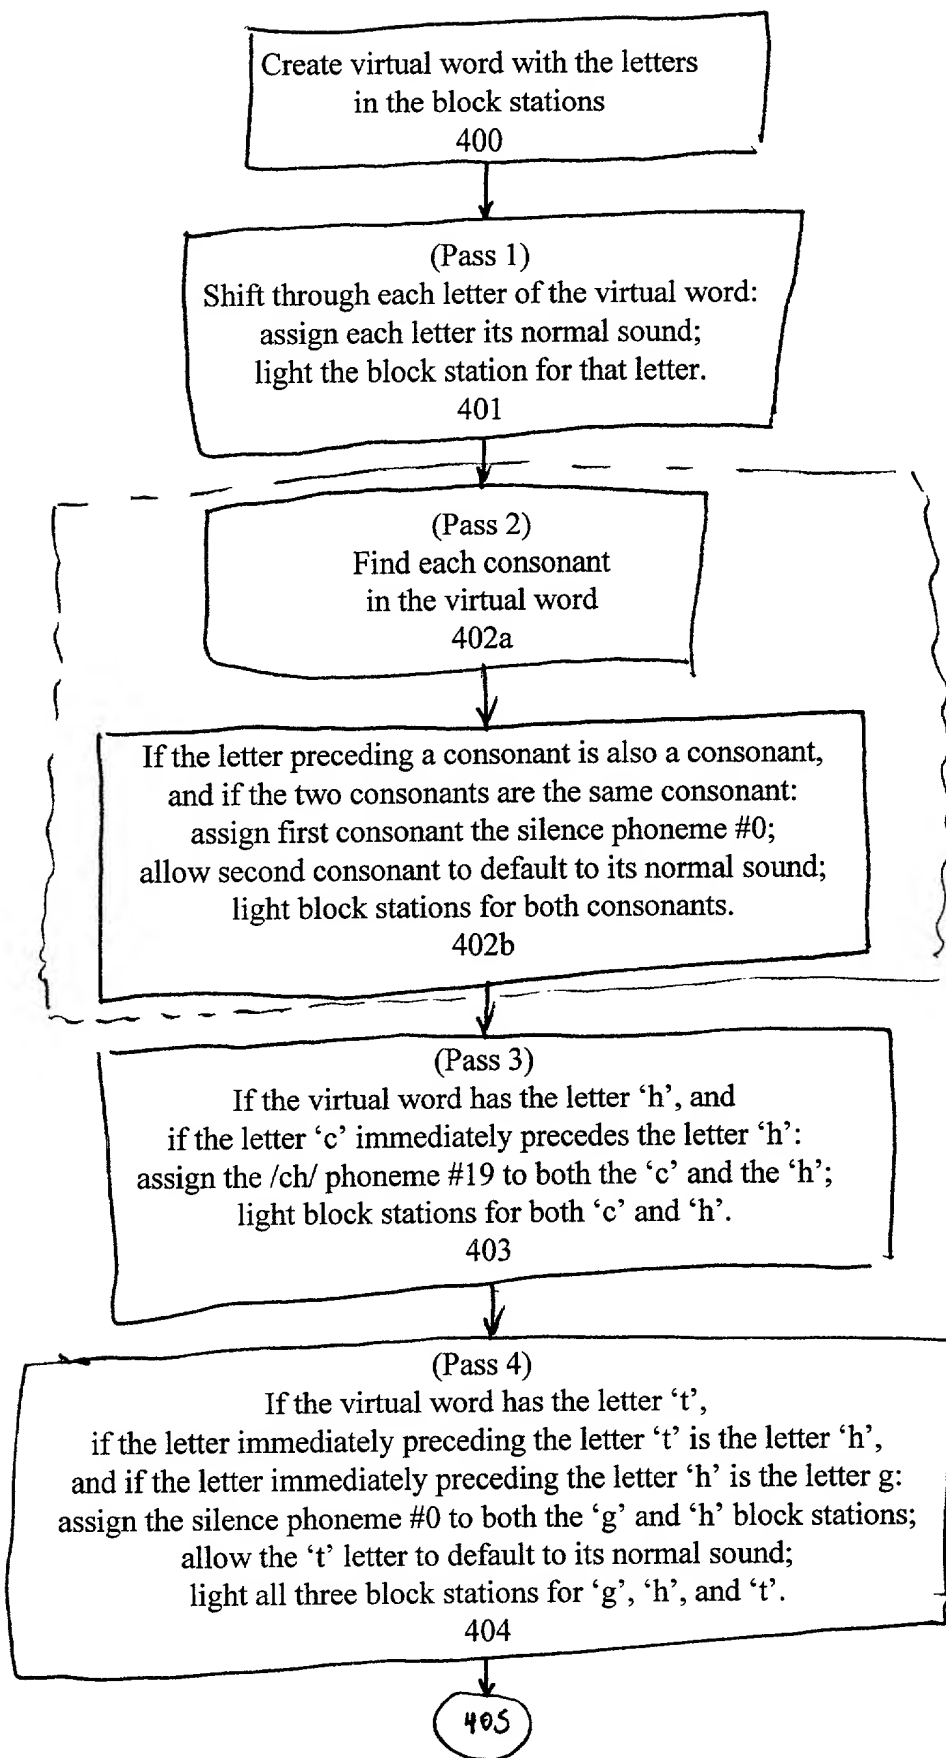 Create virtual word with the letters
in the block stations
400
(Pass 1)
Shift through each letter of the virtual word:
assign each letter its normal sound;
light the block station for that letter.
401
(Pass 2)
Find each consonant
in the virtual word
402a
If the letter preceding a consonant is also a consonant,
and if the two consonants are the same consonant:
assign first consonant the silence phoneme #0;
allow second consonant to default to its normal sound;
light block stations for both consonants.
402b
(Pass 3)
If the virtual word has the letter ‘h’, and
if the letter ‘c’ immediately precedes the letter ‘h’:
assign the /ch/ phoneme #19 to both the ‘c’ and the ‘h’;
light block stations for both ‘c’ and ‘h’.
403
(Pass 4)
If the virtual word has the letter ‘t’,
if the letter immediately preceding the letter ‘t’ is the letter ‘h’,
and if the letter immediately preceding the letter ‘h’ is the letter g:
assign the silence phoneme #0 to both the ‘g’ and ‘h’ block stations;
allow the ‘t’ letter to default to its normal sound;
light all three block stations for ‘g’, ‘h’, and ‘t’.
404
405